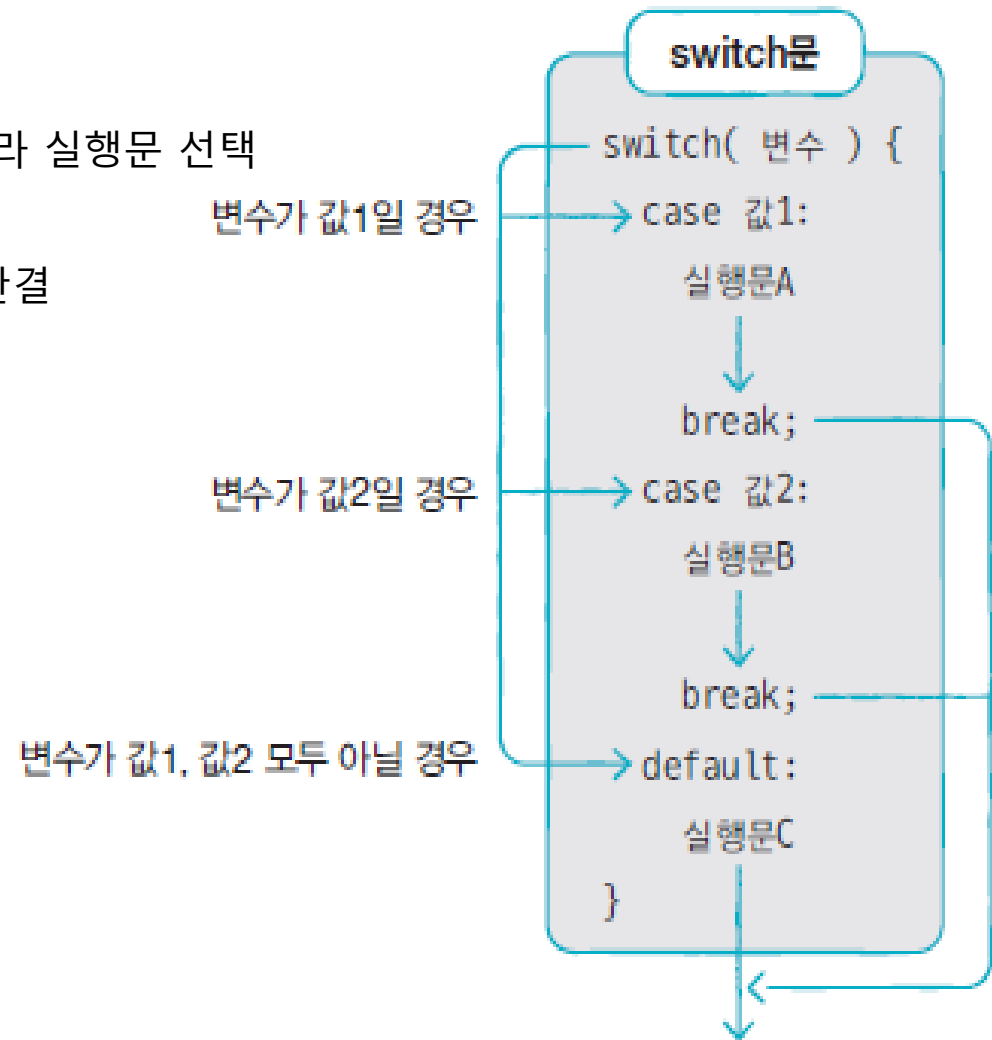 switch문
라 실행문 선택
switch( 변수 ) {
변수가 값1일 경우
case 값1:
실행문A
break;
변수가 값2일 경우
case 값2:
실행문B
break;
변수가 값1, 값2 모두 아닐 경우
default:
실행문C
}